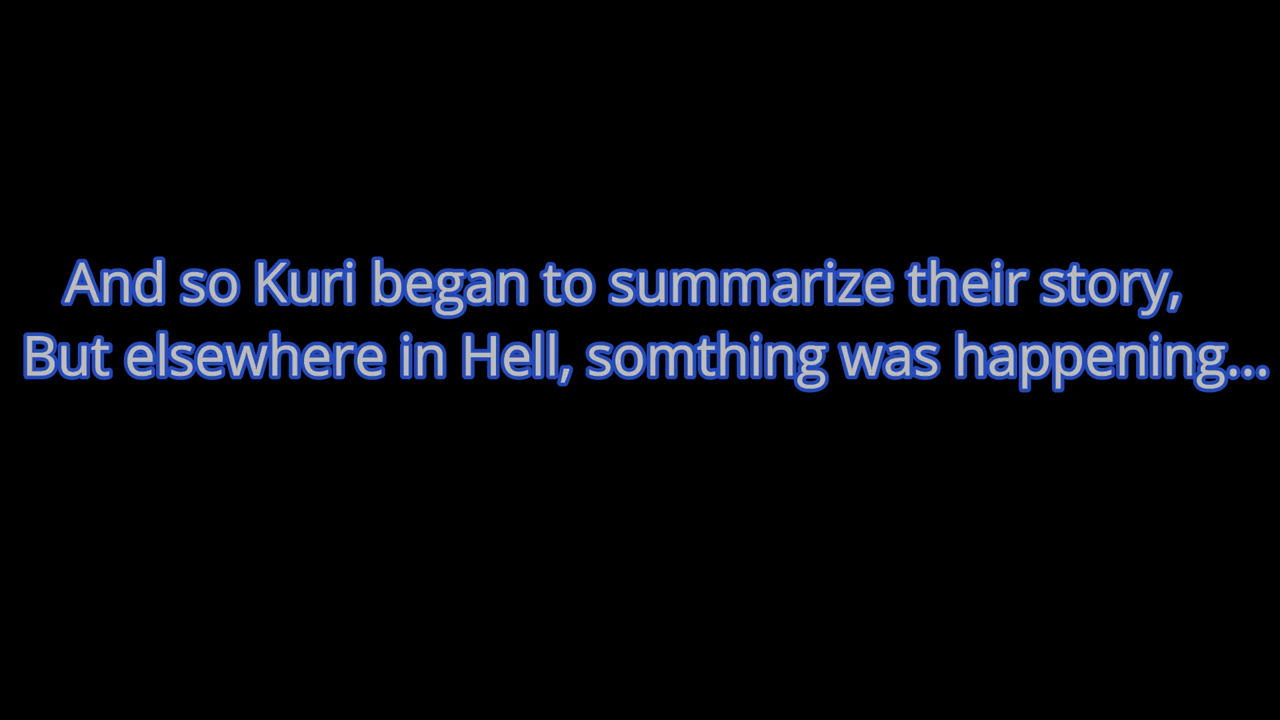 And so Kuri began to summarize their story,
But elsewhere in Hell, somthing was happening...